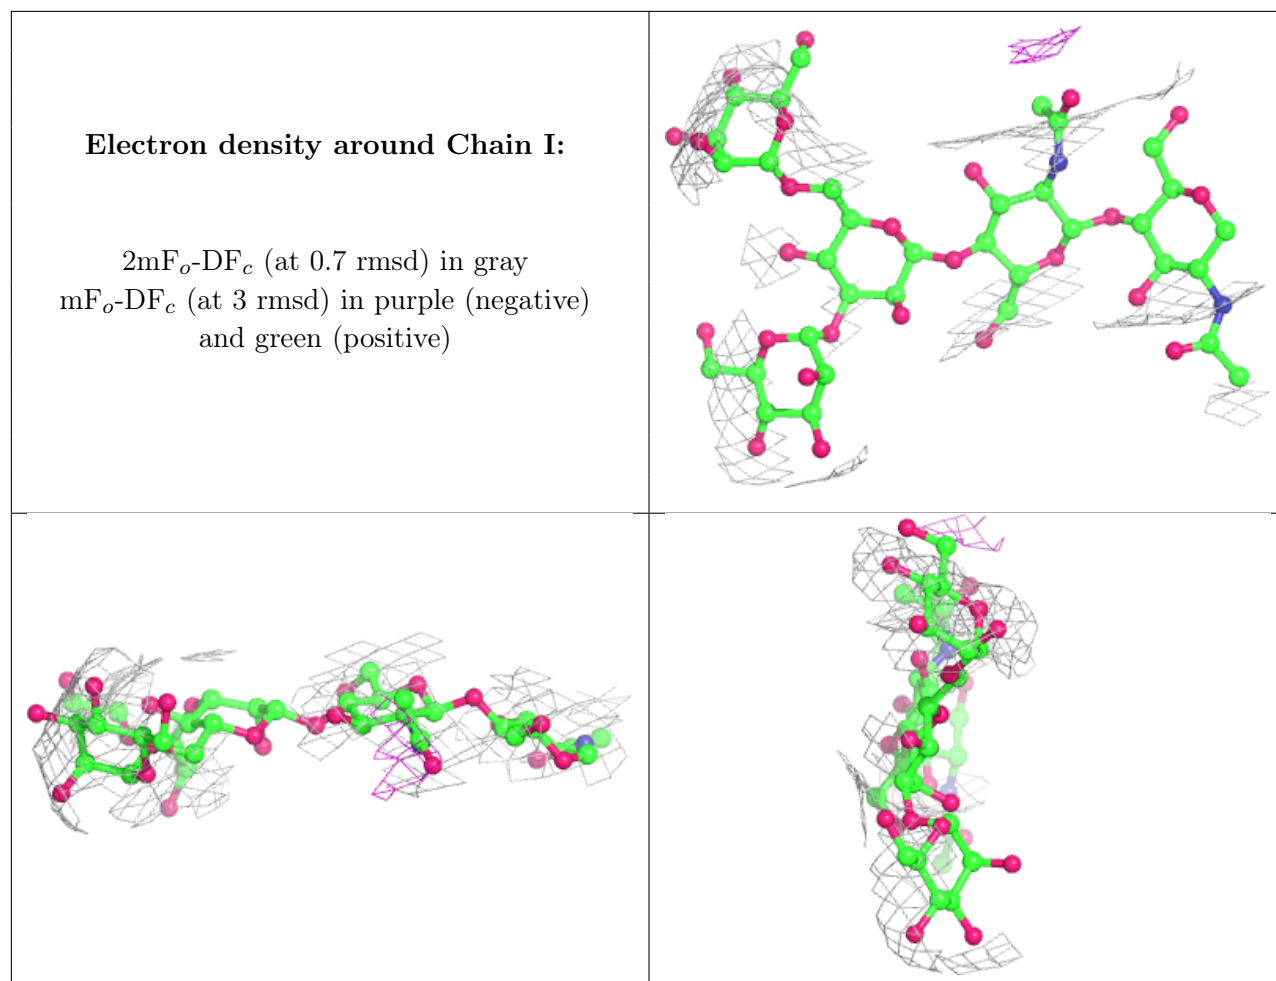 Electron density around Chain I:
2mFo-DFc (at 0.7 rmsd) in gray
mFo-DFc (at 3 rmsd) in purple (negative)
and green (positive)